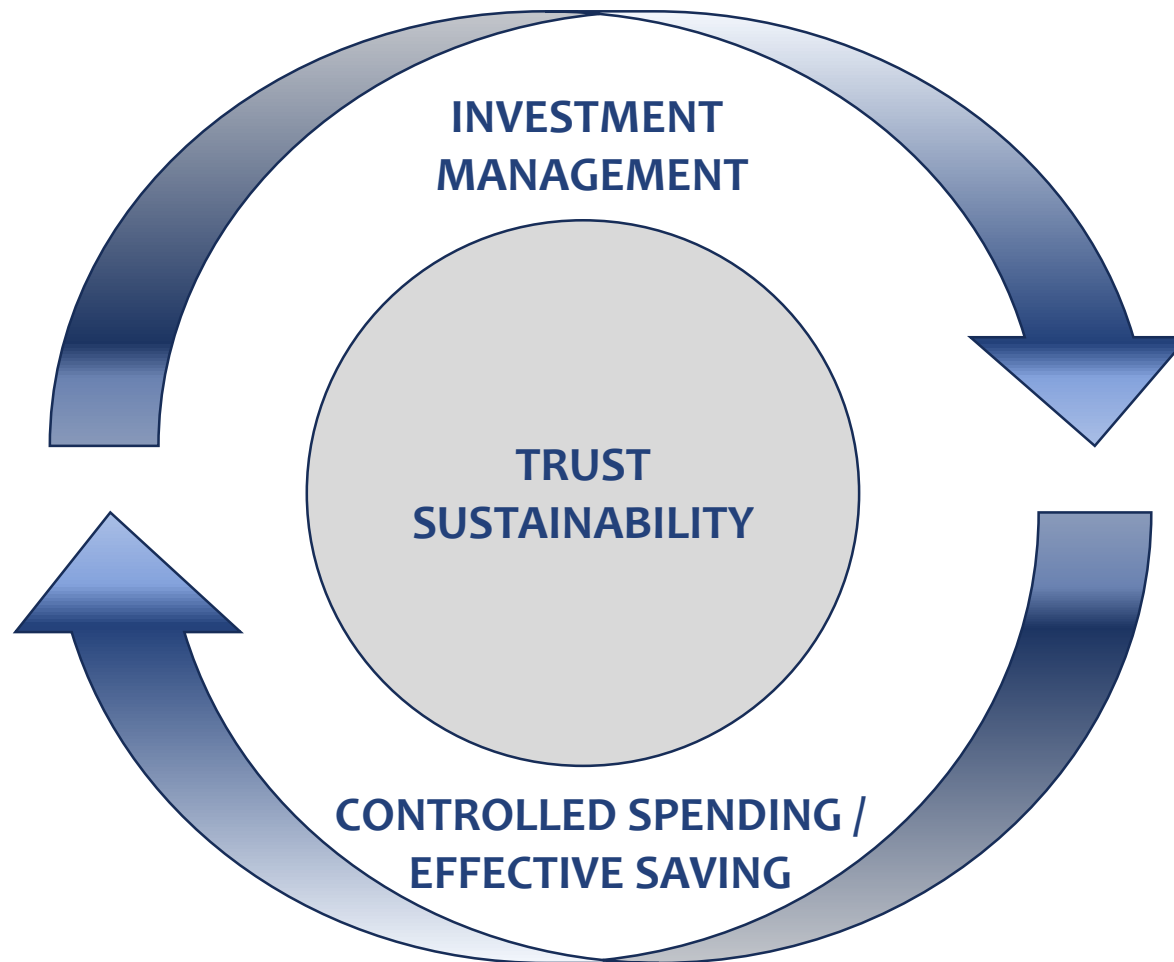 INVESTMENT
MANAGEMENT
TRUST
SUSTAINABILITY
CONTROLLED SPENDING /
EFFECTIVE SAVING